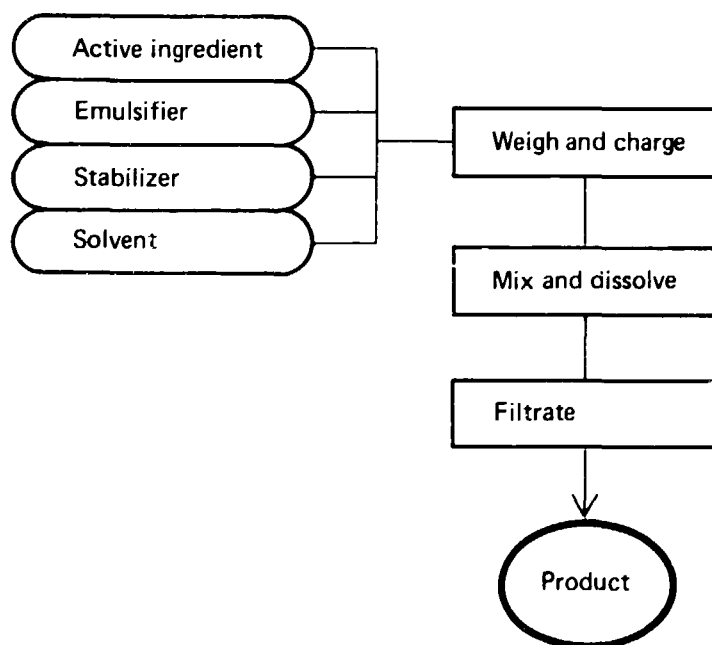 Active ingredient
Emulsifier
Stabilizer
Solvent
Weigh and charge
Mix and dissolve
Filtrate
Product